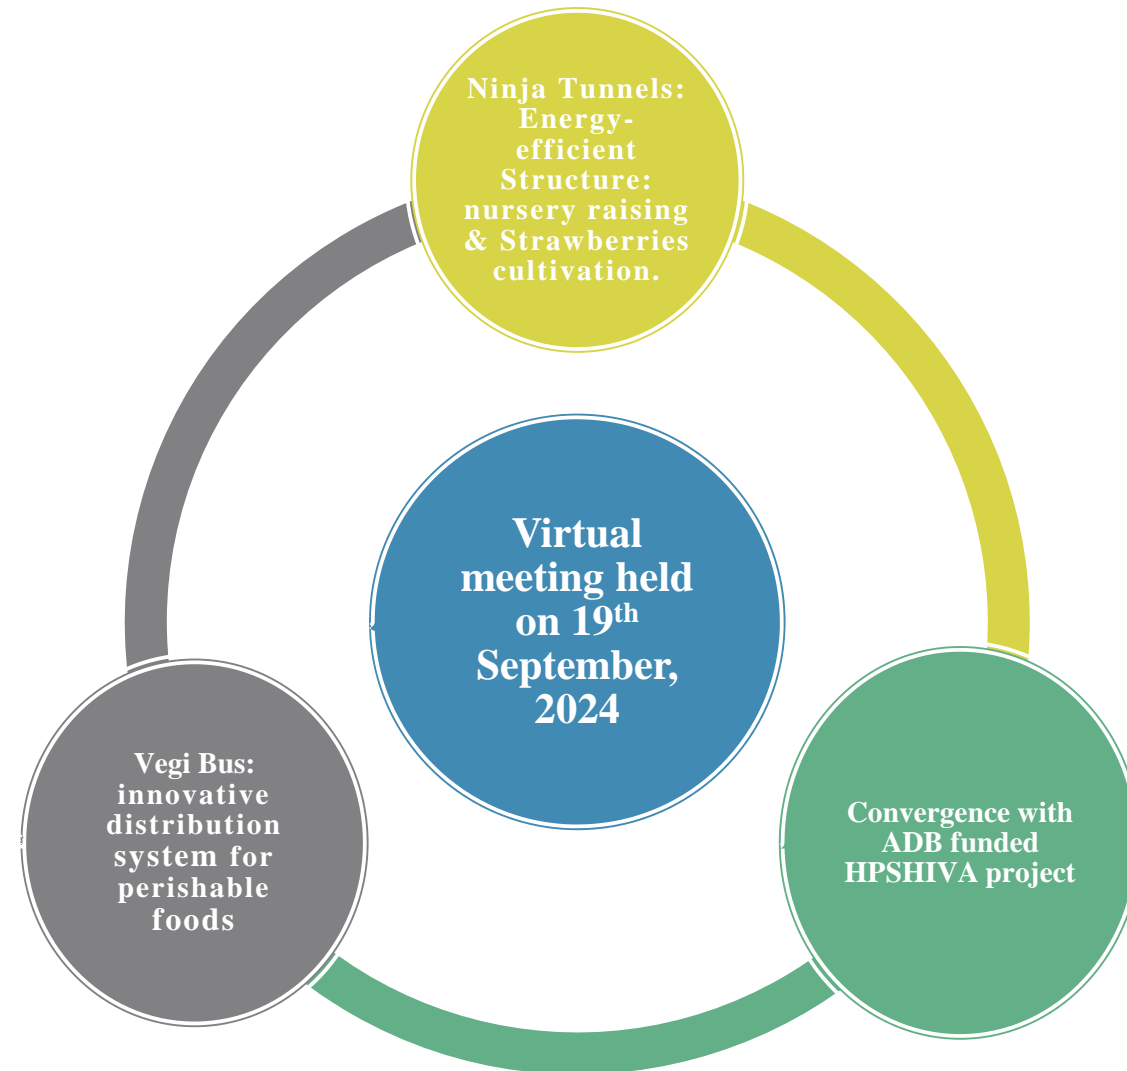 Ninja Tunnels:
Energy-
efficient
Structure:
nursery raising
& Strawberries
cultivation.
Virtual
meeting held
on 19th
September,
2024
Convergence with
ADB funded
HPSHIVA project
Vegi Bus:
innovative
distribution
system for
perishable
foods